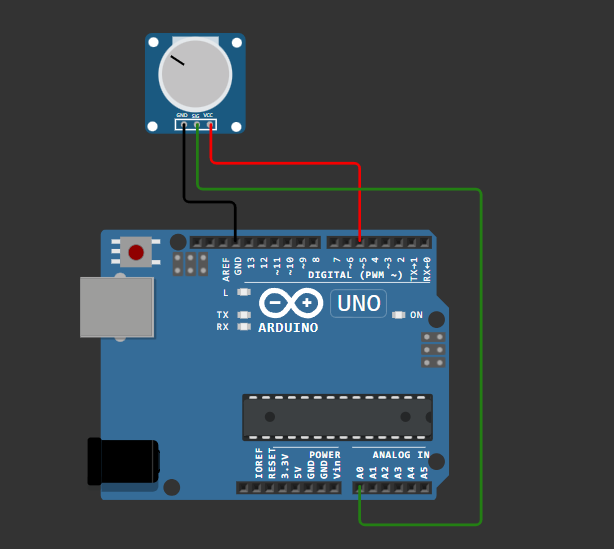 GND SIG VCC
AREF GND 13 12 ~11 ~10 ~9 8 7 ~6 ~5 4 ~3 2 TX→1 RX←0
DIGITAL (PWM ~)
L
TX
RX
UNO
ARDUINO
ON
POWER
ANALOG IN
IOREF RESET 3.3V 5V GND GND Vin A0 A1 A2 A3 A4 A5